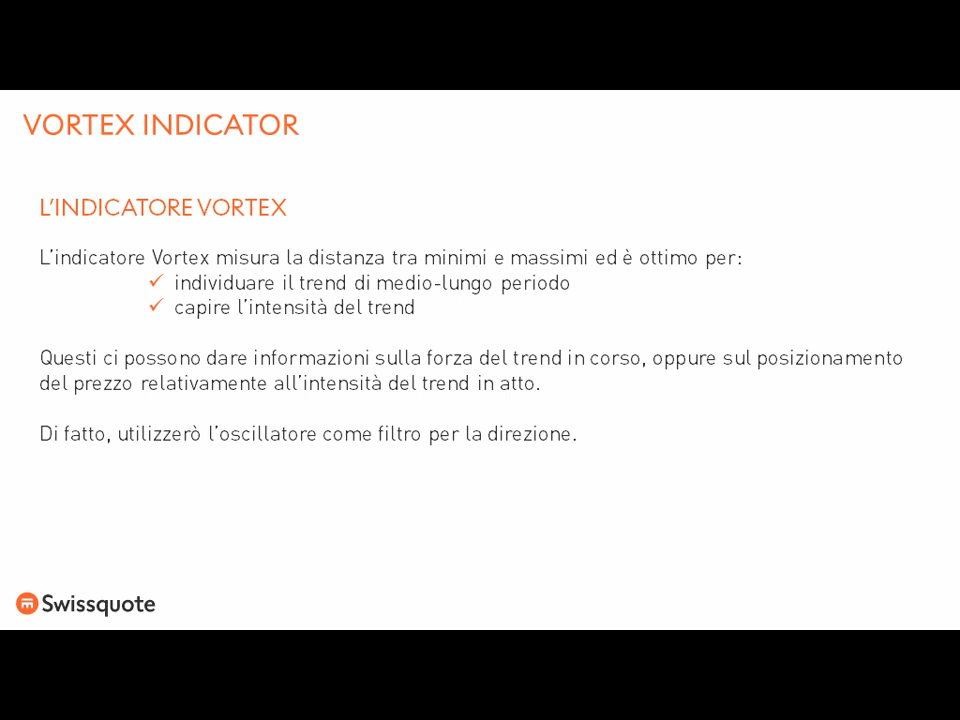 VORTEX INDICATOR
L'INDICATORE VORTEX
L'indicatore Vortex misura la distanza tra minimi e massimi ed è ottimo per:
✓ individuare il trend di medio-lungo periodo
✓ capire l'intensità del trend
Questi ci possono dare informazioni sulla forza del trend in corso, oppure sul posizionamento
del prezzo relativamente all'intensità del trend in atto.
Di fatto, utilizzerò l'oscillatore come filtro per la direzione.
Swissquote